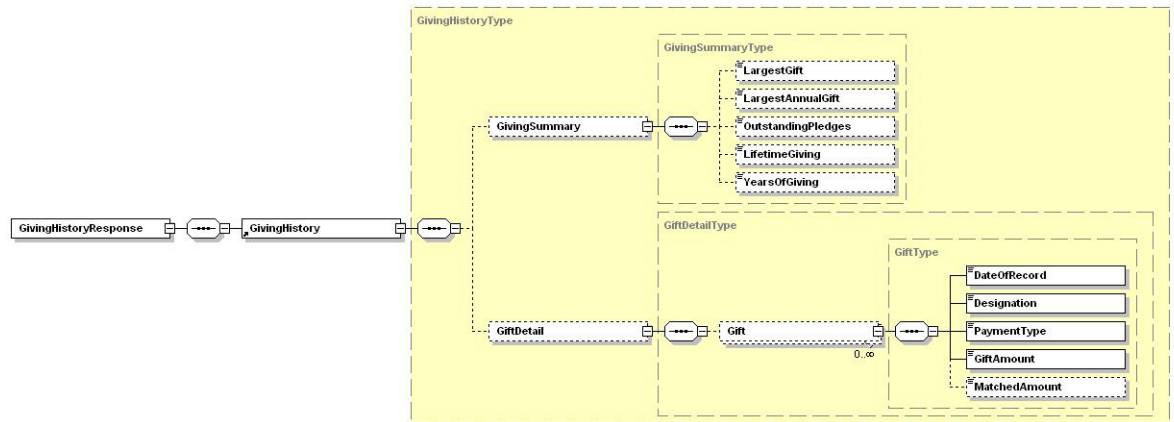 GivingHistoryType
GivingSummaryType
LargestGift
LargestAnnualGift
GivingSummary
OutstandingPledges
LifetimeGiving
YearsOfGiving
GivingHistoryResponse
GivingHistory
GiftDetailType
GiftType
DateOfRecord
Designation
GiftDetail
Gift
PaymentType
0..∞
GiftAmount
MatchedAmount